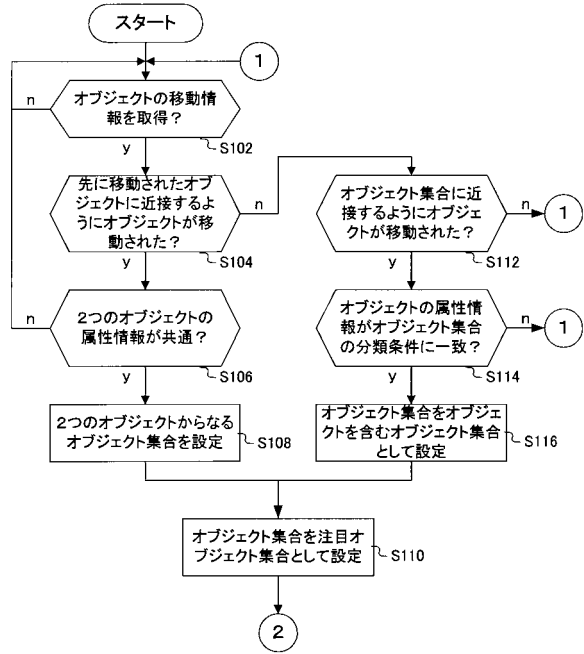 スタート
1
オブジェクトの移動情
報を取得？
n
y
S102
先に移動されたオブ
ジェクトに近接するよ
うにオブジェクトが移
動された？
n
y
S104
オブジェクト集合に近
接するようにオブジェ
クトが移動された？
n
1
y
S112
2つのオブジェクトの
属性情報が共通？
n
y
S106
オブジェクトの属性情
報がオブジェクト集合
の分類条件に一致？
n
1
y
S114
2つのオブジェクトからなる
オブジェクト集合を設定
S108
オブジェクト集合をオブジェ
クトを含むオブジェクト集合
として設定
S116
オブジェクト集合を注目オ
ブジェクト集合として設定
S110
2